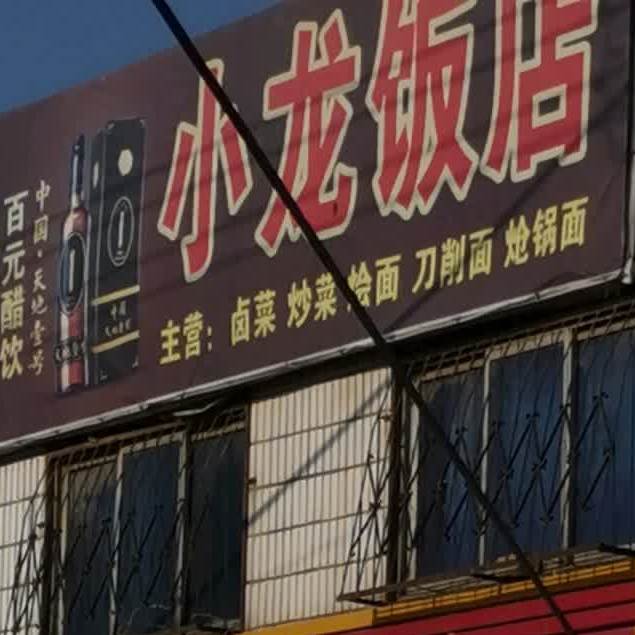 小龙饭店
主营：卤菜 炒菜 烩面 刀削面 炝锅面
中国·天地壹号
百元醋饮